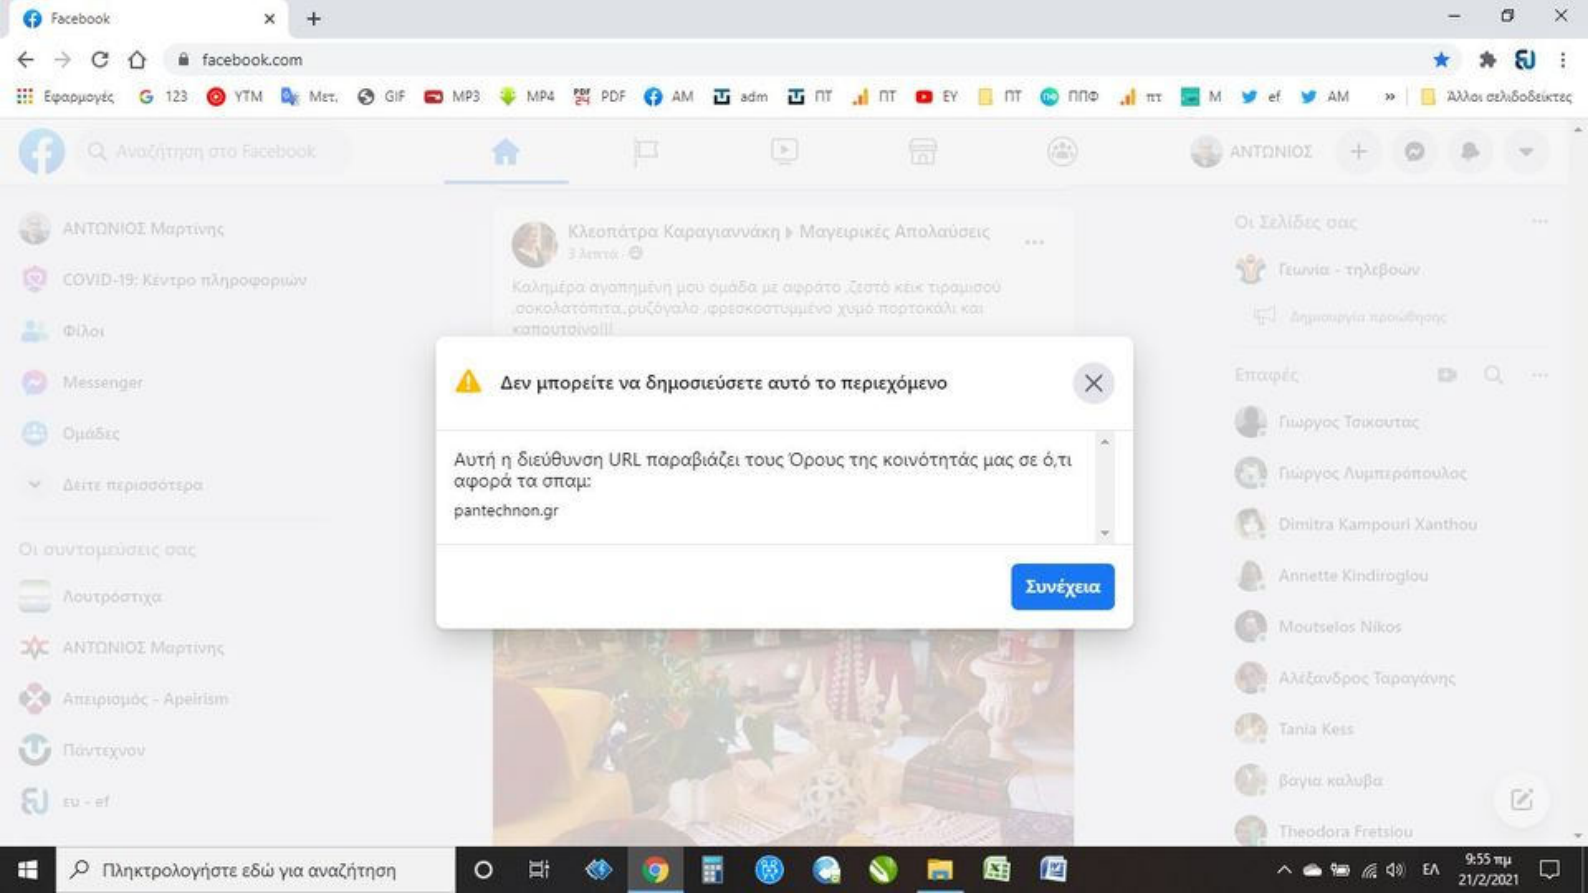 Facebook
facebook.com
Εφαρμογές 123 YTM Μετ. GIF MP3 MP4 PDF AM adm ΠΤ ΠΤ ΕΥ ΠΤ ΠΠΦ πτ M ef AM » Άλλοι σελιδοδείκτες
Αναζήτηση στο Facebook
ΑΝΤΩΝΙΟΣ
ΑΝΤΩΝΙΟΣ Μαρτίνης
COVID-19: Κέντρο πληροφοριών
Φίλοι
Messenger
Ομάδες
Δείτε περισσότερα
Οι συντομεύσεις σας
Λουτρόστιχα
ΑΝΤΩΝΙΟΣ Μαρτίνης
Απειρισμός - Apeirism
Πάντεχνον
ευ - ef
Κλεοπάτρα Καραγιαννάκη ▸ Μαγειρικές Απολαύσεις
3 λεπτά
Καλημέρα αγαπημένη μου ομάδα με αφράτο ,ζεστό κέικ τιραμισού
,σοκολατόπιτα,ρυζόγαλο ,φρεσκοστυμμένο χυμό πορτοκάλι και
καπουτσίνο!!!
Δεν μπορείτε να δημοσιεύσετε αυτό το περιεχόμενο
Αυτή η διεύθυνση URL παραβιάζει τους Όρους της κοινότητάς μας σε ό,τι
αφορά τα σπαμ:
pantechnon.gr
Συνέχεια
Οι Σελίδες σας
Γεωνία - τηλεβοών
Δημιουργία προώθησης
Επαφές
Γιωργος Τσικουτας
Γιώργος Λυμπερόπουλος
Dimitra Kampouri Xanthou
Annette Kindiroglou
Moutselos Nikos
Αλέξανδρος Ταραγάνης
Tania Kess
βαγια καλυβα
Theodora Fretsiou
Πληκτρολογήστε εδώ για αναζήτηση
ΕΛ
9:55 πμ
21/2/2021